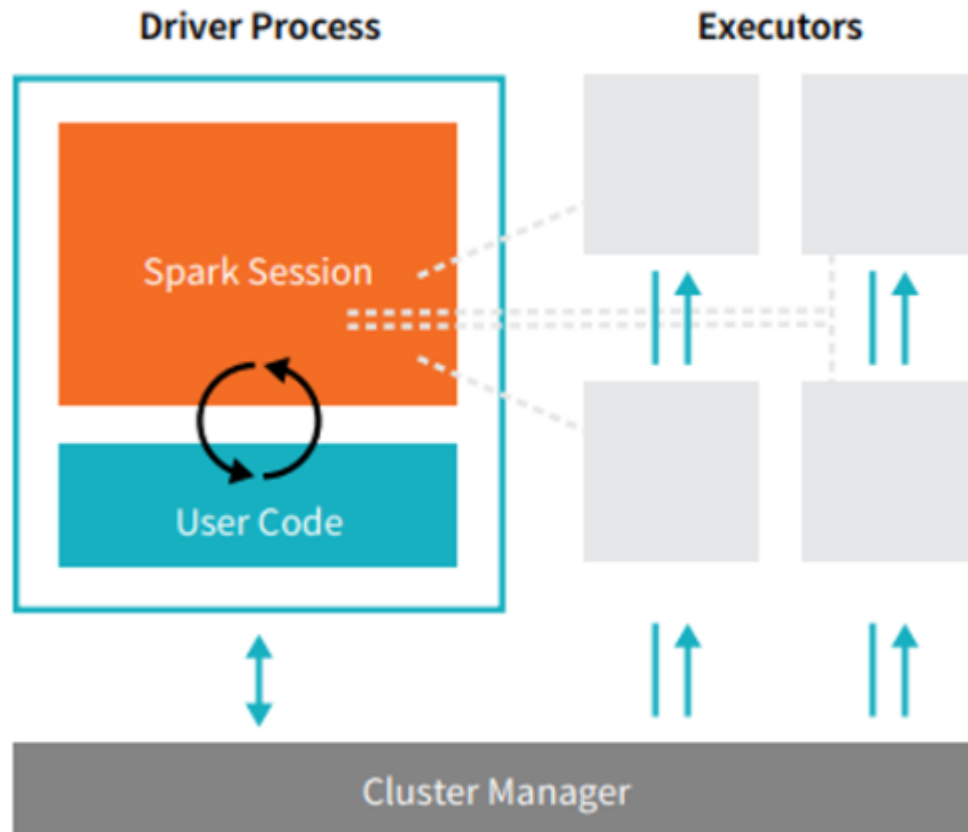 Driver Process
Executors
Spark Session
User Code
Cluster Manager